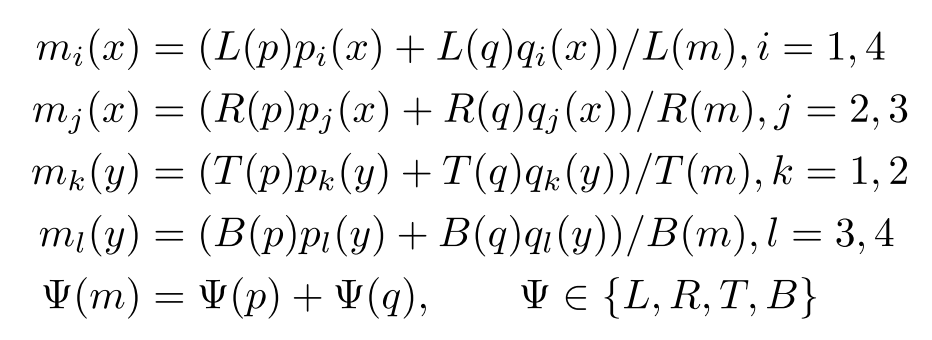 m_i(x) = (L(p)p_i(x) + L(q)q_i(x))/L(m), i = 1, 4
m_j(x) = (R(p)p_j(x) + R(q)q_j(x))/R(m), j = 2, 3
m_k(y) = (T(p)p_k(y) + T(q)q_k(y))/T(m), k = 1, 2
m_l(y) = (B(p)p_l(y) + B(q)q_l(y))/B(m), l = 3, 4
Ψ(m) = Ψ(p) + Ψ(q), Ψ ∈ {L, R, T, B}